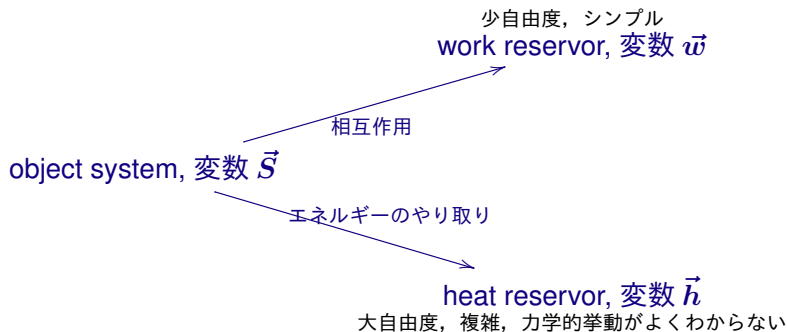 少自由度，シンプル
work reservor, 変数 w⃗
相互作用
object system, 変数 S⃗
エネルギーのやり取り
heat reservor, 変数 h⃗
大自由度，複雑，力学的挙動がよくわからない